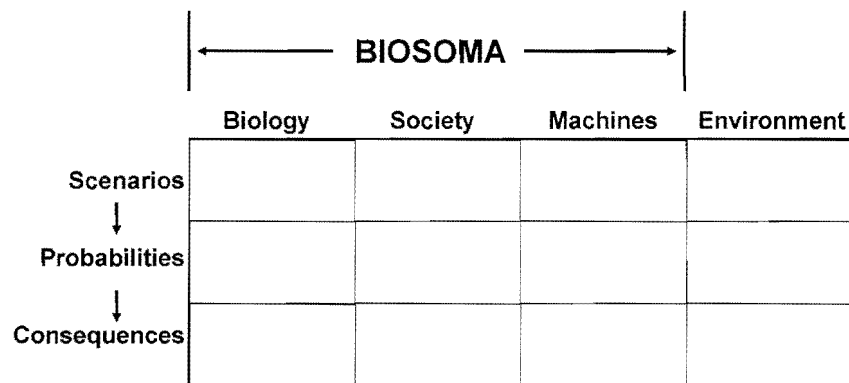 BIOSOMA
Biology Society Machines Environment
Scenarios
Probabilities
Consequences